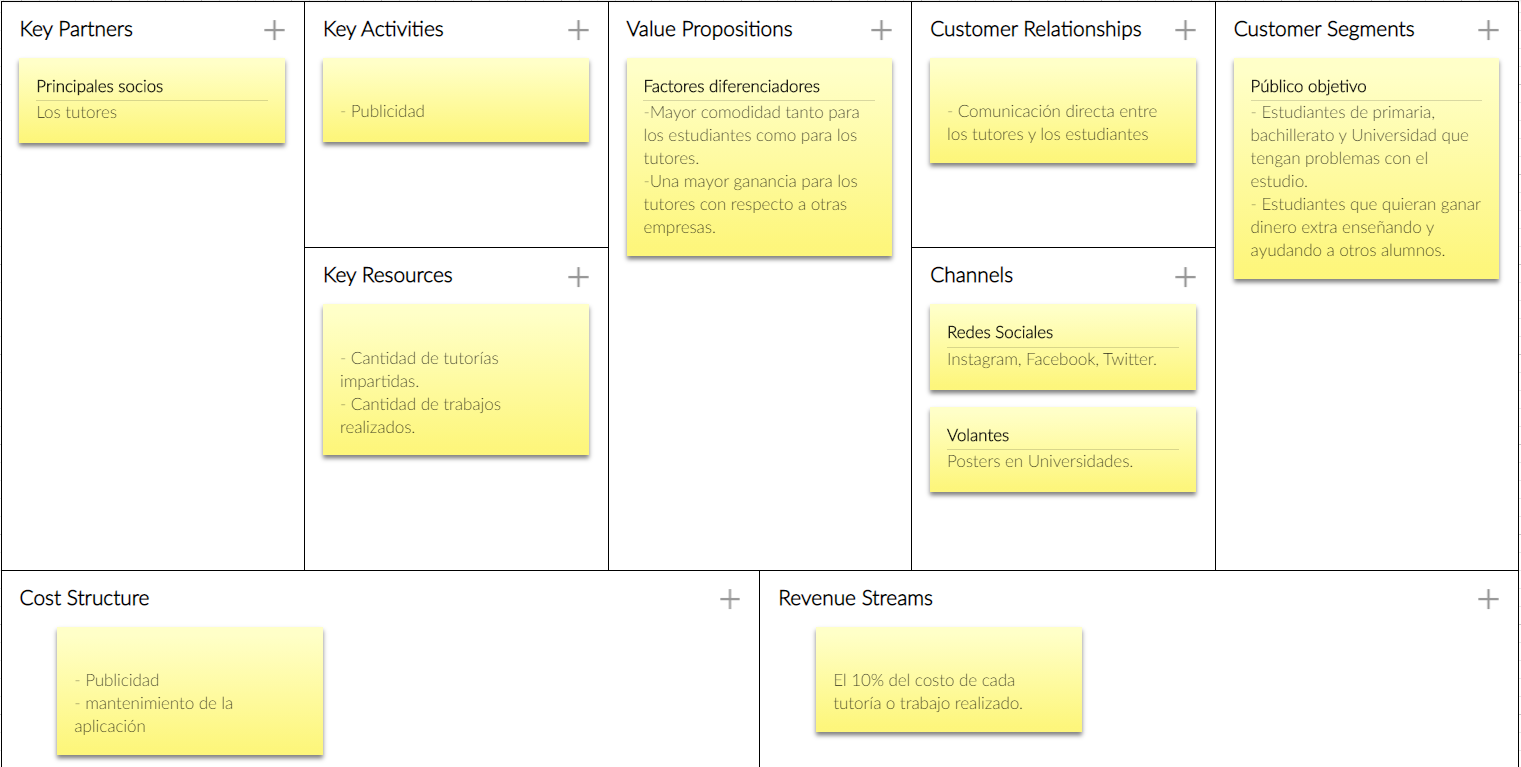 Key Partners
Principales socios
Los tutores
Key Activities
- Publicidad
Key Resources
- Cantidad de tutorías
impartidas.
- Cantidad de trabajos
realizados.
Value Propositions
Factores diferenciadores
-Mayor comodidad tanto para
los estudiantes como para los
tutores.
-Una mayor ganancia para los
tutores con respecto a otras
empresas.
Customer Relationships
- Comunicación directa entre
los tutores y los estudiantes
Channels
Redes Sociales
Instagram, Facebook, Twitter.
Volantes
Posters en Universidades.
Customer Segments
Público objetivo
- Estudiantes de primaria,
bachillerato y Universidad que
tengan problemas con el
estudio.
- Estudiantes que quieran ganar
dinero extra enseñando y
ayudando a otros alumnos.
Cost Structure
- Publicidad
- mantenimiento de la
aplicación
Revenue Streams
El 10% del costo de cada
tutoría o trabajo realizado.